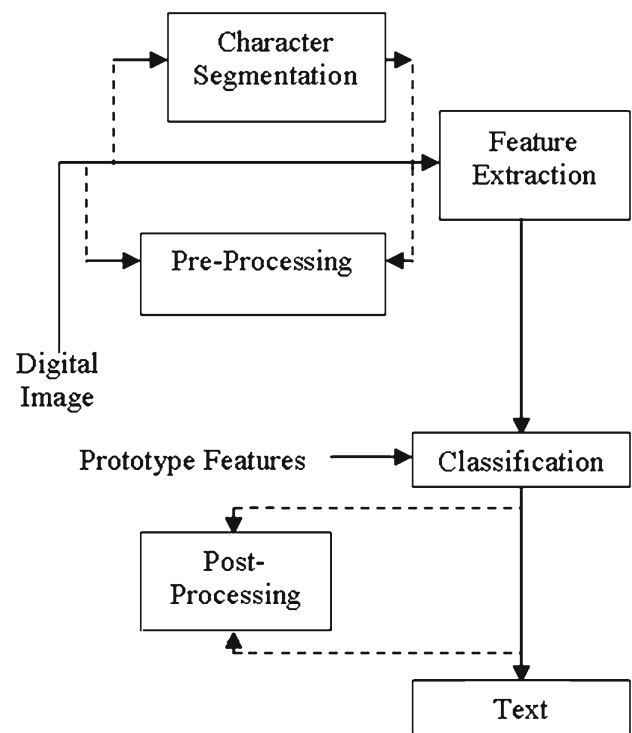 Character
Segmentation
Feature
Extraction
Pre-Processing
Digital
Image
Prototype Features
Classification
Post-
Processing
Text